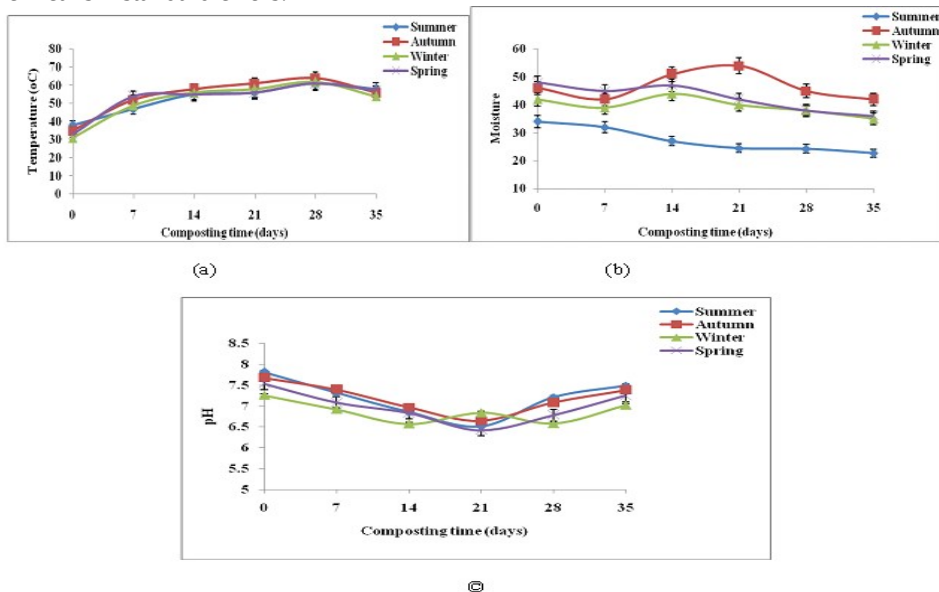 Summer
Autumn
Winter
Spring
Temperature (oC)
80
70
60
50
40
30
20
10
0
0 7 14 21 28 35
Composting time (days)
(a)
Summer
Autumn
Winter
Spring
Moisture
60
50
40
30
20
10
0 7 14 21 28 35
Composting time (days)
(b)
Summer
Autumn
Winter
Spring
pH
8.5
8
7.5
7
6.5
6
5.5
5
0 7 14 21 28 35
Composting time (days)
©